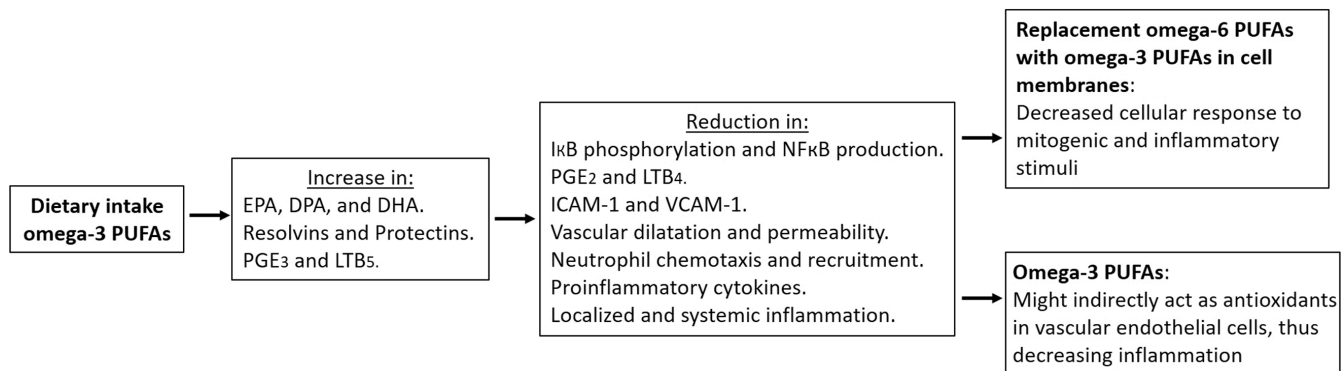 Dietary intake
omega-3 PUFAs
Increase in:
EPA, DPA, and DHA.
Resolvins and Protectins.
PGE3 and LTB5.
Reduction in:
IκB phosphorylation and NFκB production.
PGE2 and LTB4.
ICAM-1 and VCAM-1.
Vascular dilatation and permeability.
Neutrophil chemotaxis and recruitment.
Proinflammatory cytokines.
Localized and systemic inflammation.
Replacement omega-6 PUFAs
with omega-3 PUFAs in cell
membranes:
Decreased cellular response to
mitogenic and inflammatory
stimuli
Omega-3 PUFAs:
Might indirectly act as antioxidants
in vascular endothelial cells, thus
decreasing inflammation